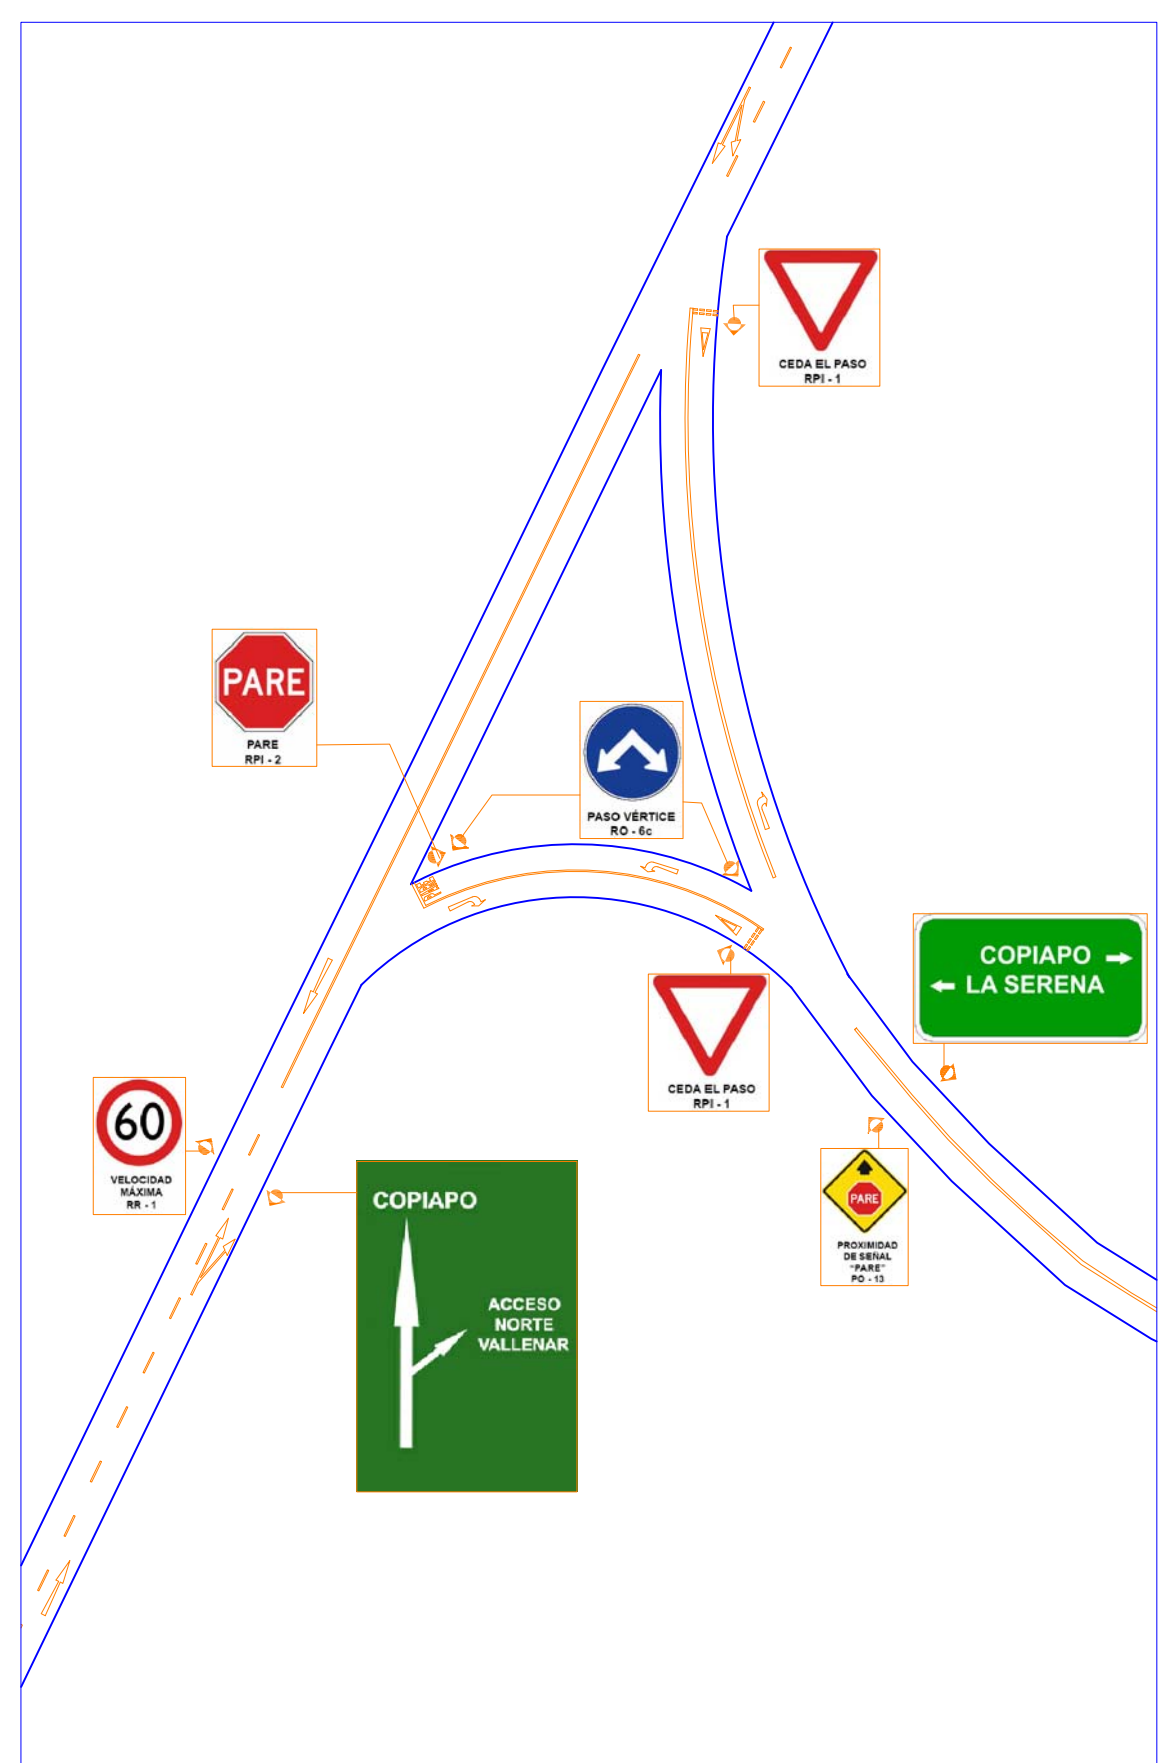 CEDA EL PASO
RPI - 1
PARE
PARE
RPI - 2
PASO VÉRTICE
RO - 6c
COPIAPO
LA SERENA
CEDA EL PASO
RPI - 1
60
VELOCIDAD
MÁXIMA
RR - 1
PARE
PROXIMIDAD
DE SEÑAL
"PARE"
PO - 13
COPIAPO
ACCESO
NORTE
VALLENAR